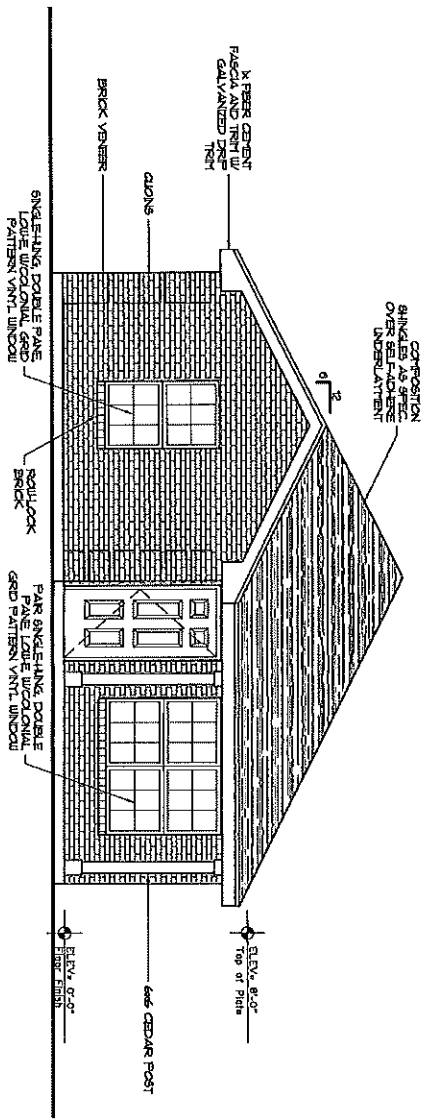 COMPOSITION
SHINGLES AS SPEC
OVER SELF-ADHERE
UNDERLAYMENT
1x FIBER CEMENT
FASCIA AND TRIM W/
GALVANIZED DRIP
TRIM
12
6
QUOINS
BRICK VENEER
SINGLE-HUNG, DOUBLE PANE,
LOW-E W/COLONIAL GRID
PATTERN VINYL WINDOW
ROWLOCK
BRICK
PAIR SINGLE-HUNG, DOUBLE
PANE, LOW-E W/COLONIAL
GRID PATTERN VINYL WINDOW
6x6 CEDAR POST
ELEV= 8'-0"
Top of Plate
ELEV= 0'-0"
Floor Finish